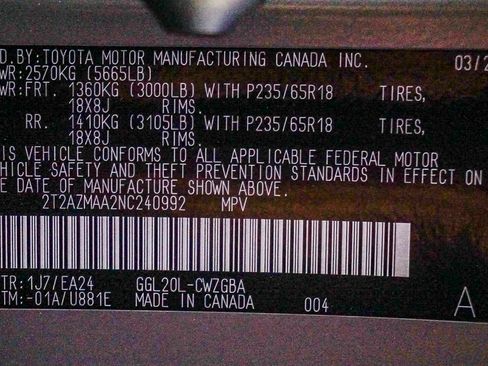 D.BY:TOYOTA MOTOR MANUFACTURING CANADA INC. 03/2
WR:2570KG (5665LB)
WR:FRT. 1360KG (3000LB) WITH P235/65R18 TIRES,
18X8J RIMS.
RR. 1410KG (3105LB) WITH P235/65R18 TIRES,
18X8J RIMS.
IS VEHICLE CONFORMS TO ALL APPLICABLE FEDERAL MOTOR
EHICLE SAFETY AND THEFT PREVENTION STANDARDS IN EFFECT ON
E DATE OF MANUFACTURE SHOWN ABOVE.
2T2AZMAA2NC240992 MPV
TR: 1J7/EA24 GGL20L-CWZGBA
TM:-01A/U881E MADE IN CANADA 004 A